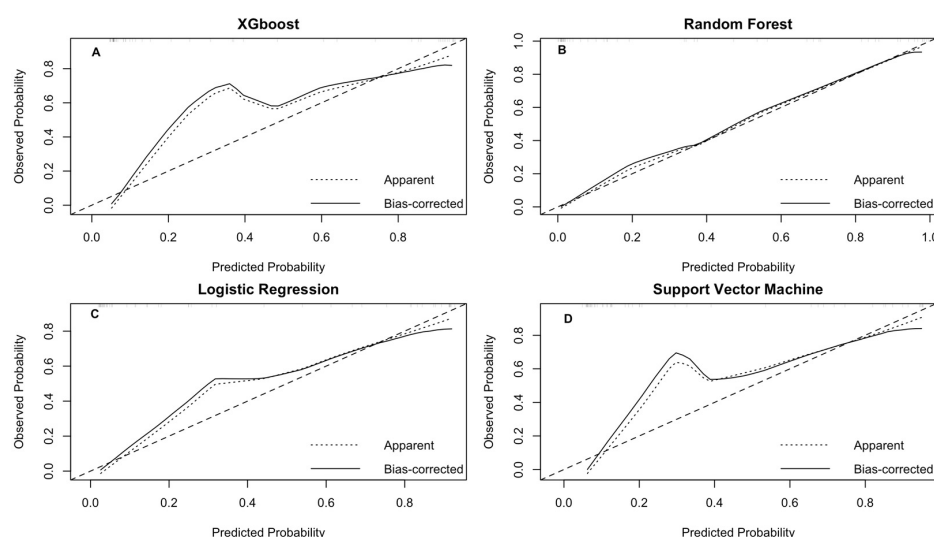 XGboost
A
Observed Probability
0.0 0.2 0.4 0.6 0.8
Apparent
Bias-corrected
0.0 0.2 0.4 0.6 0.8
Predicted Probability
Random Forest
B
Observed Probability
0.0 0.2 0.4 0.6 0.8 1.0
Apparent
Bias-corrected
0.0 0.2 0.4 0.6 0.8 1.0
Predicted Probability
Logistic Regression
C
Observed Probability
0.0 0.2 0.4 0.6 0.8
Apparent
Bias-corrected
0.0 0.2 0.4 0.6 0.8
Predicted Probability
Support Vector Machine
D
Observed Probability
0.0 0.2 0.4 0.6 0.8
Apparent
Bias-corrected
0.0 0.2 0.4 0.6 0.8
Predicted Probability